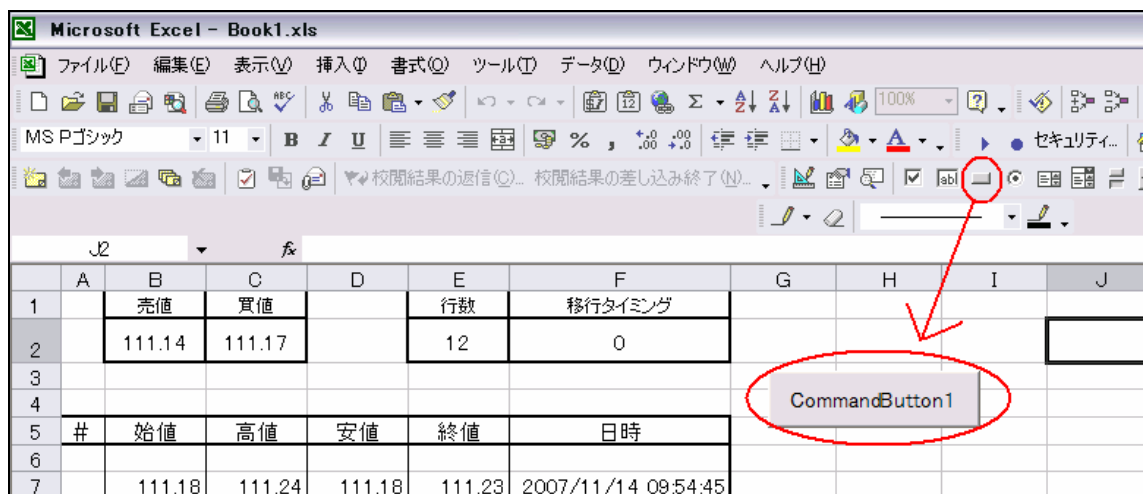 Microsoft Excel - Book1.xls
ファイル(F) 編集(E) 表示(V) 挿入(I) 書式(O) ツール(T) データ(D) ウィンドウ(W) ヘルプ(H)
ABC 12 Σ A Z Z A 100% ?
MS Pゴシック 11 B I U % , セキュリティ...
校閲結果の返信(C)... 校閲結果の差し込み終了(N)... abl
J2 fx
A B C D E F G H I J
1 売値 買値 行数 移行タイミング
2 111.14 111.17 12 0
3
4 CommandButton1
5 # 始値 高値 安値 終値 日時
6
7 111.18 111.24 111.18 111.23 2007/11/14 09:54:45